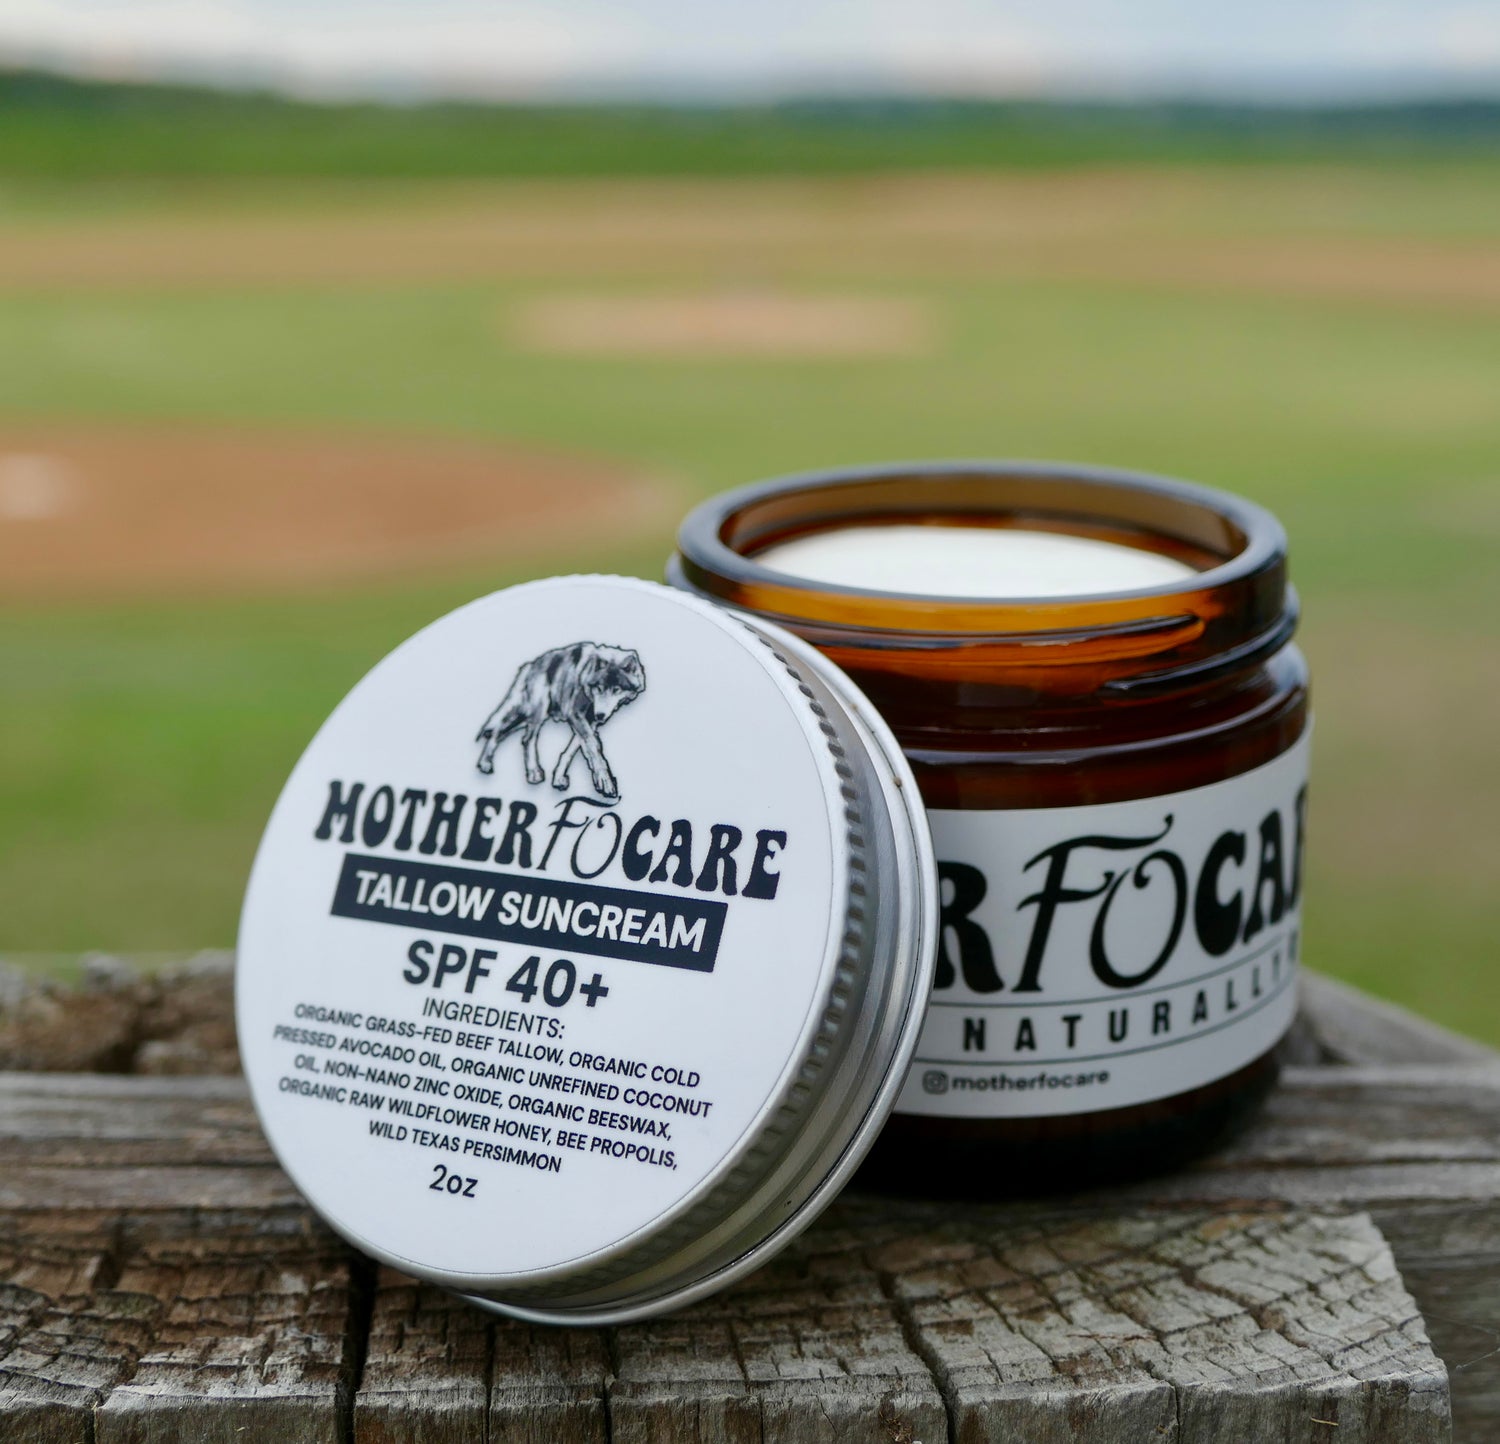 MOTHERFOCARE
TALLOW SUNCREAM
SPF 40+
INGREDIENTS:
ORGANIC GRASS-FED BEEF TALLOW, ORGANIC COLD
PRESSED AVOCADO OIL, ORGANIC UNREFINED COCONUT
OIL, NON-NANO ZINC OXIDE, ORGANIC BEESWAX,
ORGANIC RAW WILDFLOWER HONEY, BEE PROPOLIS,
WILD TEXAS PERSIMMON
2oz
RFOCAR
NATURALLY
motherfocare